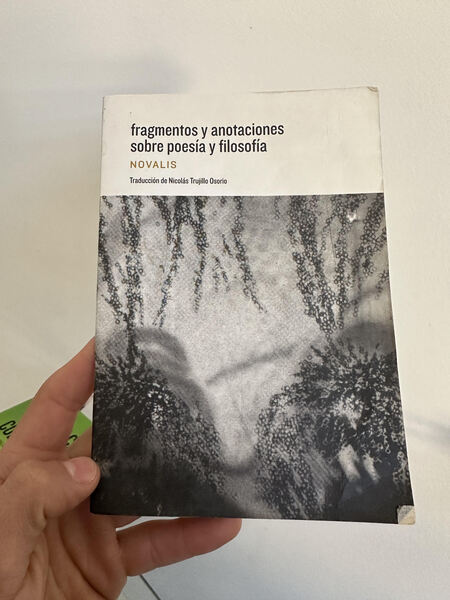 fragmentos y anotaciones
sobre poesía y filosofía
NOVALIS
Traducción de Nicolás Trujillo Osorio